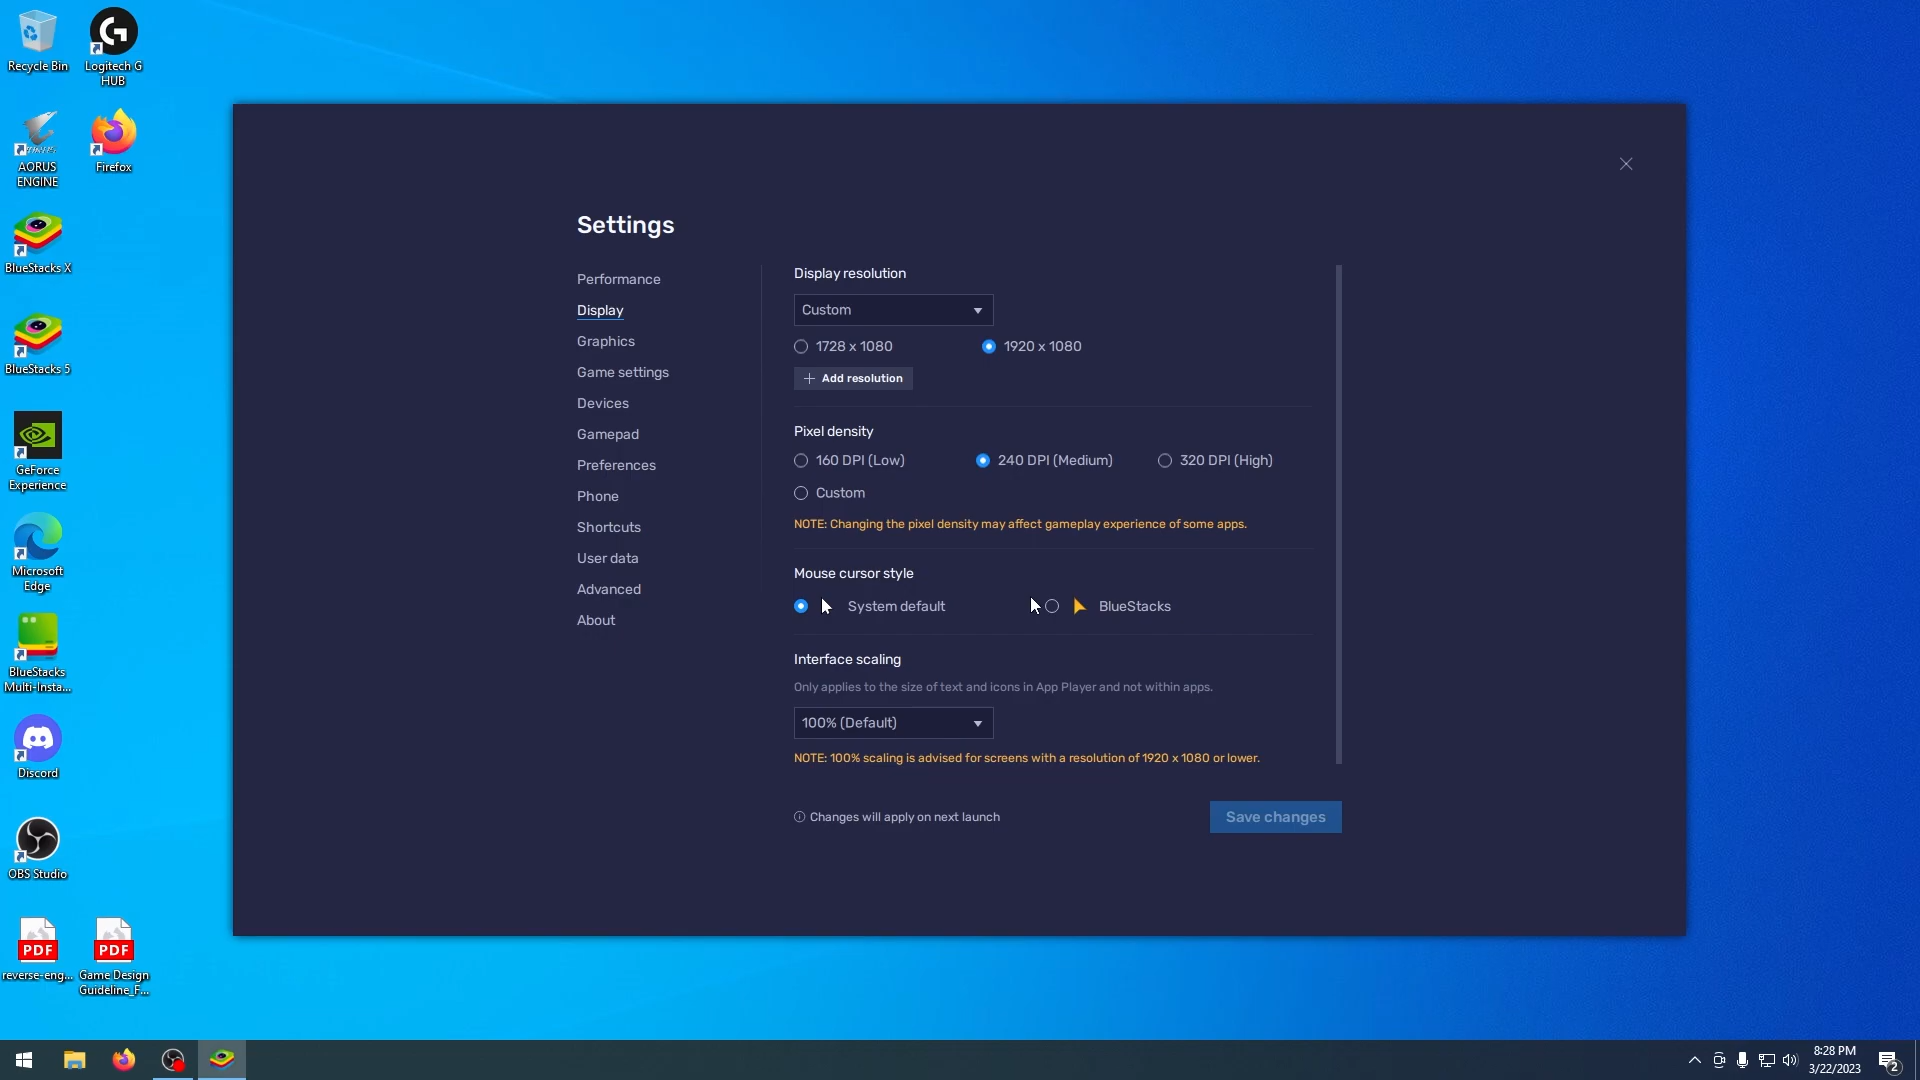 Recycle Bin
Logitech G
HUB
AORUS
ENGINE
Firefox
BlueStacks X
BlueStacks 5
GeForce
Experience
Microsoft
Edge
BlueStacks
Multi-Insta...
Discord
OBS Studio
PDF
reverse-eng...
PDF
Game Design
Guideline_F...
Settings
Performance
Display
Graphics
Game settings
Devices
Gamepad
Preferences
Phone
Shortcuts
User data
Advanced
About
Display resolution
Custom
1728 x 1080
1920 x 1080
Add resolution
Pixel density
160 DPI (Low)
240 DPI (Medium)
320 DPI (High)
Custom
NOTE: Changing the pixel density may affect gameplay experience of some apps.
Mouse cursor style
System default
BlueStacks
Interface scaling
Only applies to the size of text and icons in App Player and not within apps.
100% (Default)
NOTE: 100% scaling is advised for screens with a resolution of 1920 x 1080 or lower.
Changes will apply on next launch
Save changes
8:28 PM
3/22/2023
2